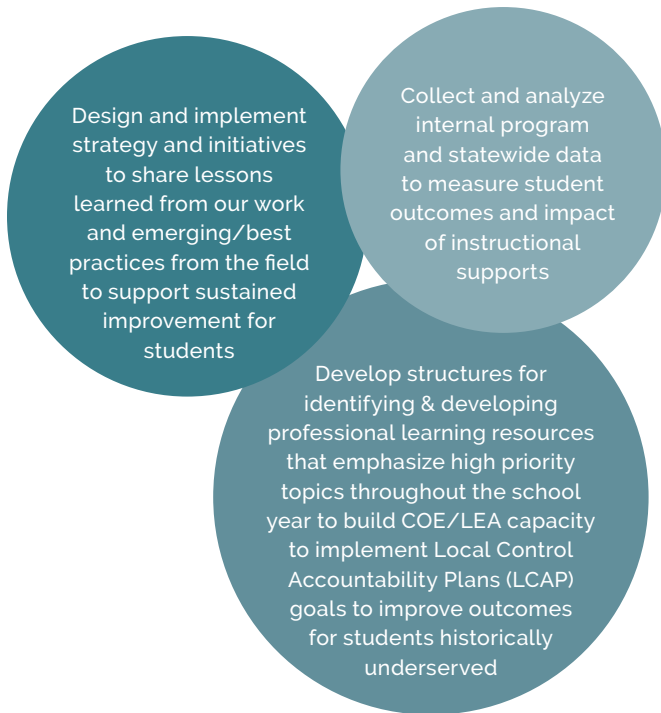 Design and implement
strategy and initiatives
to share lessons
learned from our work
and emerging/best
practices from the field
to support sustained
improvement for
students
Collect and analyze
internal program
and statewide data
to measure student
outcomes and impact
of instructional
supports
Develop structures for
identifying & developing
professional learning resources
that emphasize high priority
topics throughout the school
year to build COE/LEA capacity
to implement Local Control
Accountability Plans (LCAP)
goals to improve outcomes
for students historically
underserved